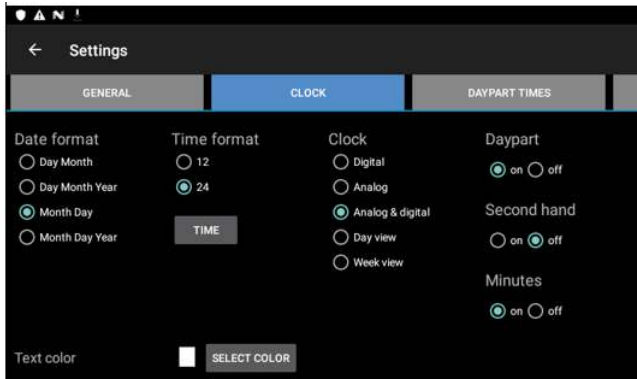 Settings
GENERAL
CLOCK
DAYPART TIMES
Date format
Day Month
Day Month Year
Month Day
Month Day Year
Time format
12
24
TIME
Clock
Digital
Analog
Analog & digital
Day view
Week view
Daypart
on off
Second hand
on off
Minutes
on off
Text color
SELECT COLOR